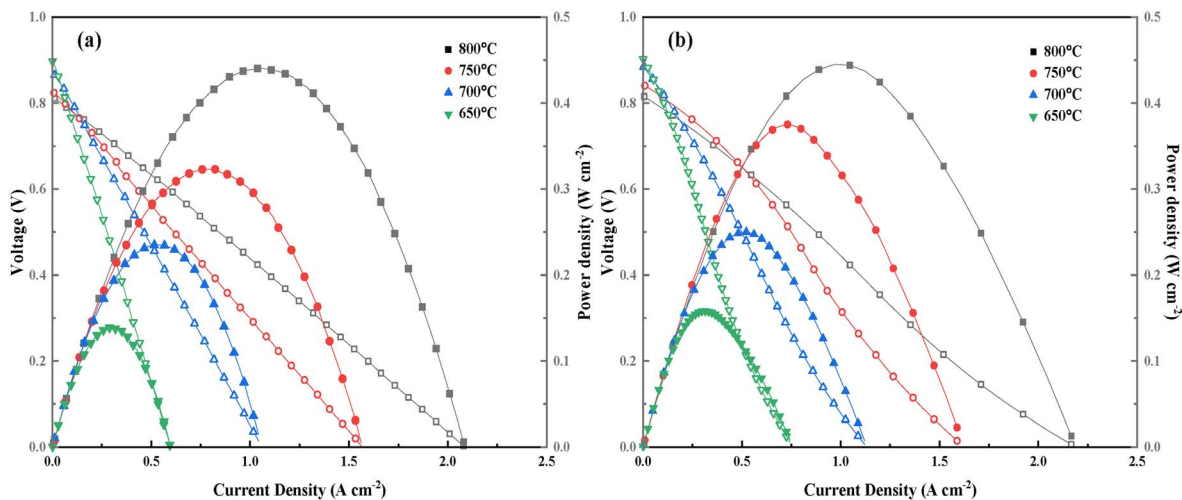 (a)
800°C
750°C
700°C
650°C
1.0
0.8
0.6
0.4
0.2
0.0
Voltage (V)
0.5
0.4
0.3
0.2
0.1
0.0
Power density (W cm-2)
0.0 0.5 1.0 1.5 2.0 2.5
Current Density (A cm-2)
(b)
800°C
750°C
700°C
650°C
1.0
0.8
0.6
0.4
0.2
0.0
Voltage (V)
0.5
0.4
0.3
0.2
0.1
0.0
Power density (W cm-2)
0.0 0.5 1.0 1.5 2.0 2.5
Current Density (A cm-2)